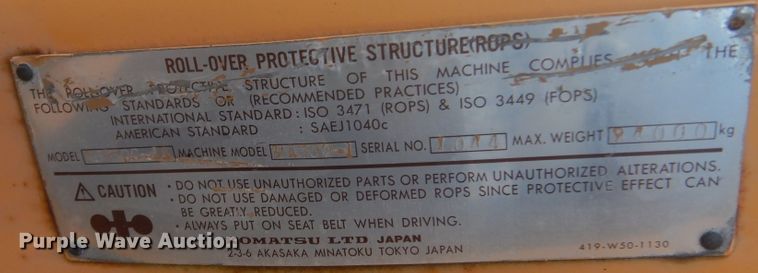 ROLL-OVER PROTECTIVE STRUCTURE(ROPS)
THE ROLL-OVER PROTECTIVE STRUCTURE OF THIS MACHINE COMPLIES THE
FOLLOWING STANDARDS OR (RECOMMENDED PRACTICES)
INTERNATIONAL STANDARD : ISO 3471 (ROPS) & ISO 3449 (FOPS)
AMERICAN STANDARD : SAEJ1040c
MODEL MACHINE MODEL SERIAL NO. MAX. WEIGHT kg
⚠ CAUTION
· DO NOT USE UNAUTHORIZED PARTS OR PERFORM UNAUTHORIZED ALTERATIONS.
· DO NOT USE DAMAGED OR DEFORMED ROPS SINCE PROTECTIVE EFFECT CAN
BE GREATLY REDUCED.
· ALWAYS PUT ON SEAT BELT WHEN DRIVING.
KOMATSU LTD JAPAN
2-3-6 AKASAKA MINATOKU TOKYO JAPAN
419-W50-1130
Purple Wave Auction